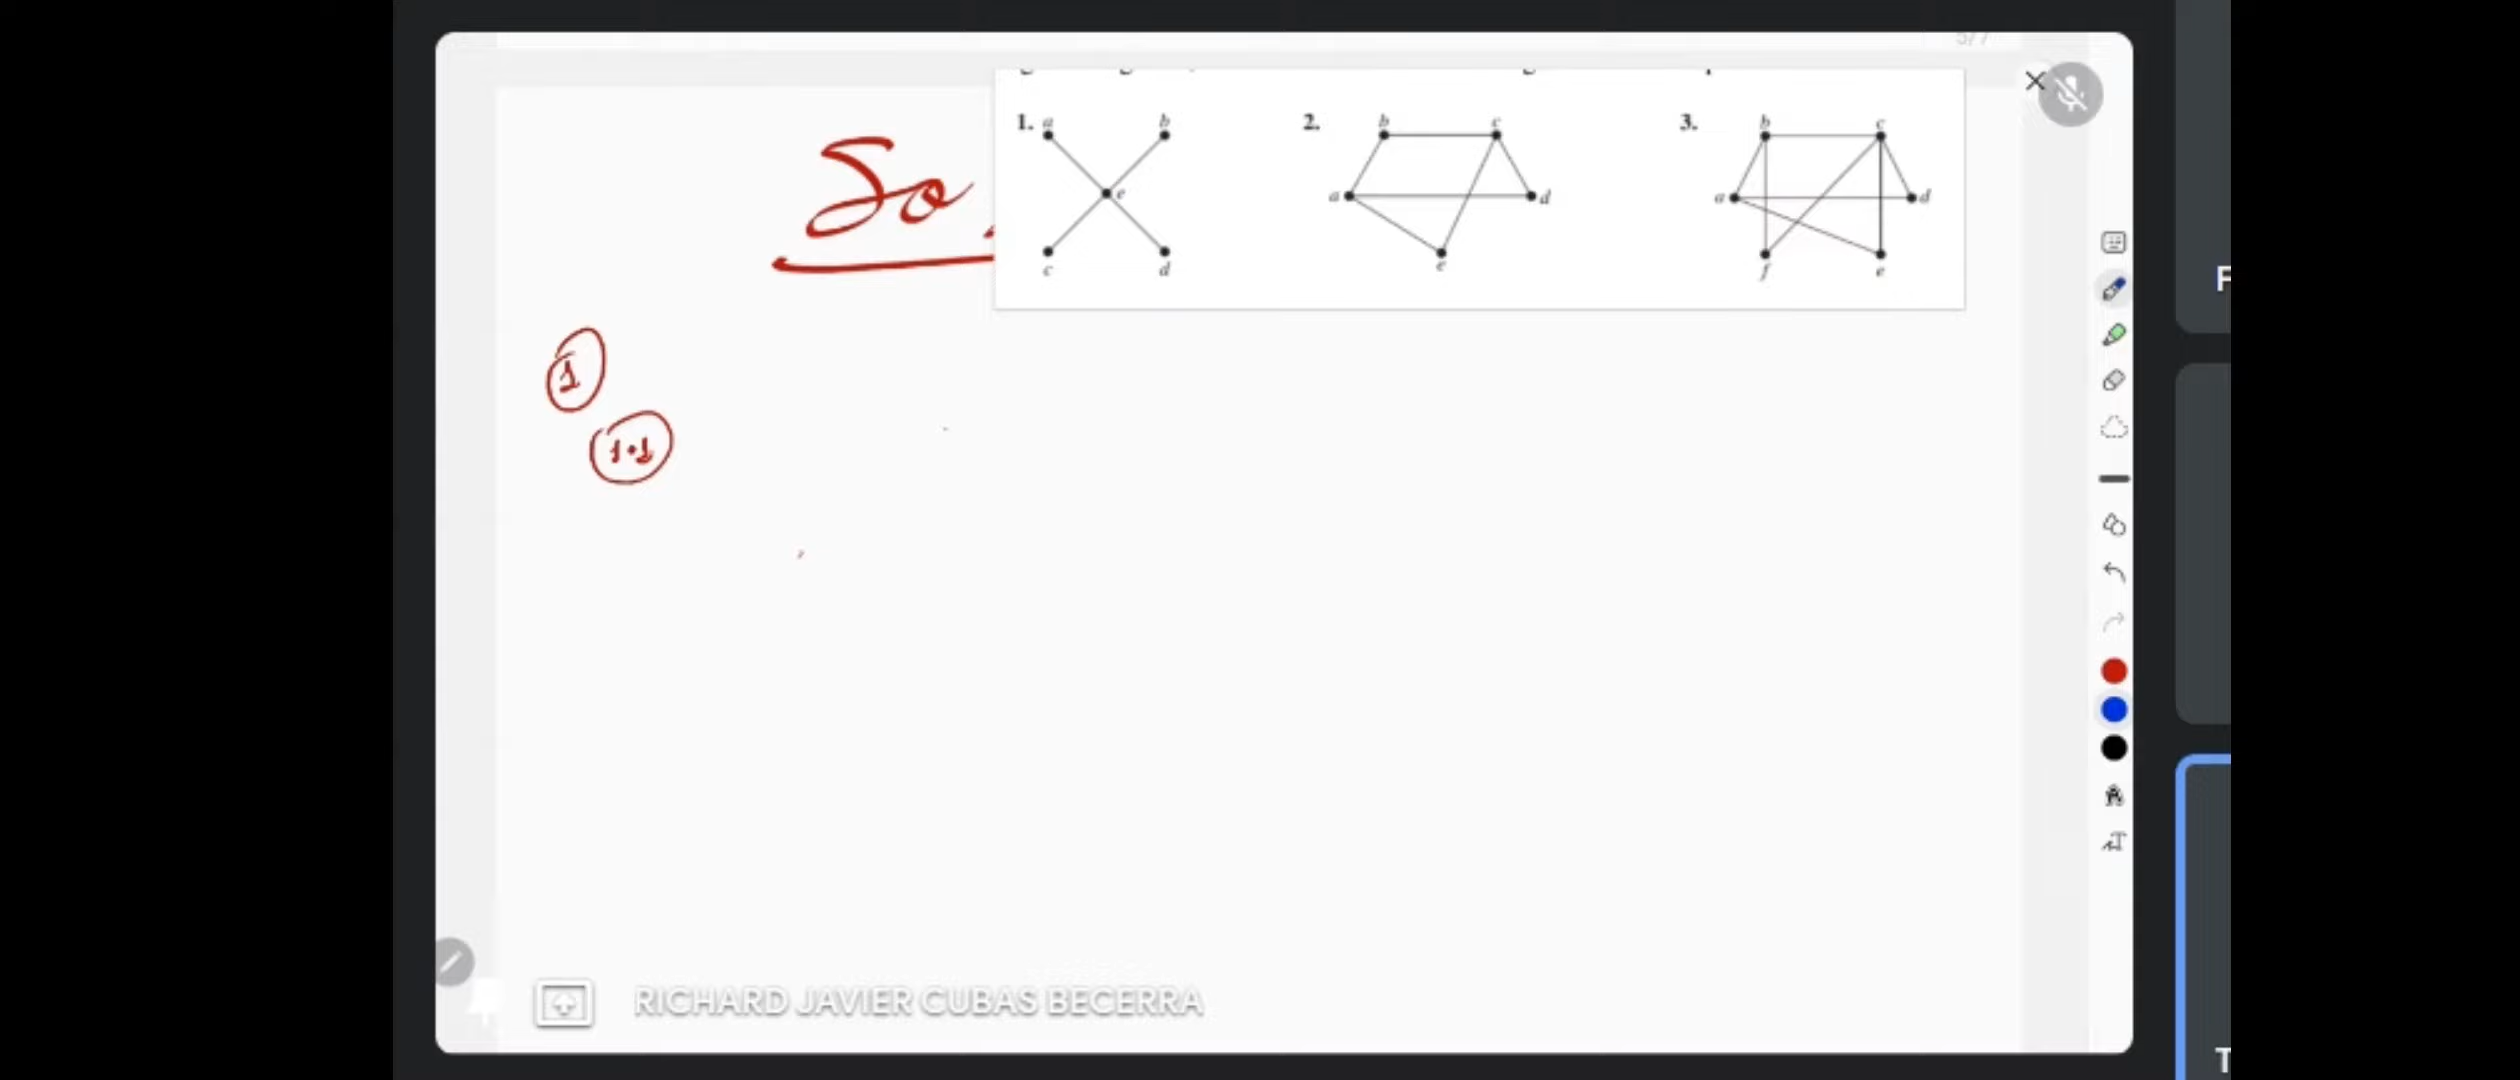 So
1. a b e c d
2. b c a d e
3. b c a d f e
1
1.1
RICHARD JAVIER CUBAS BECERRA
F
T